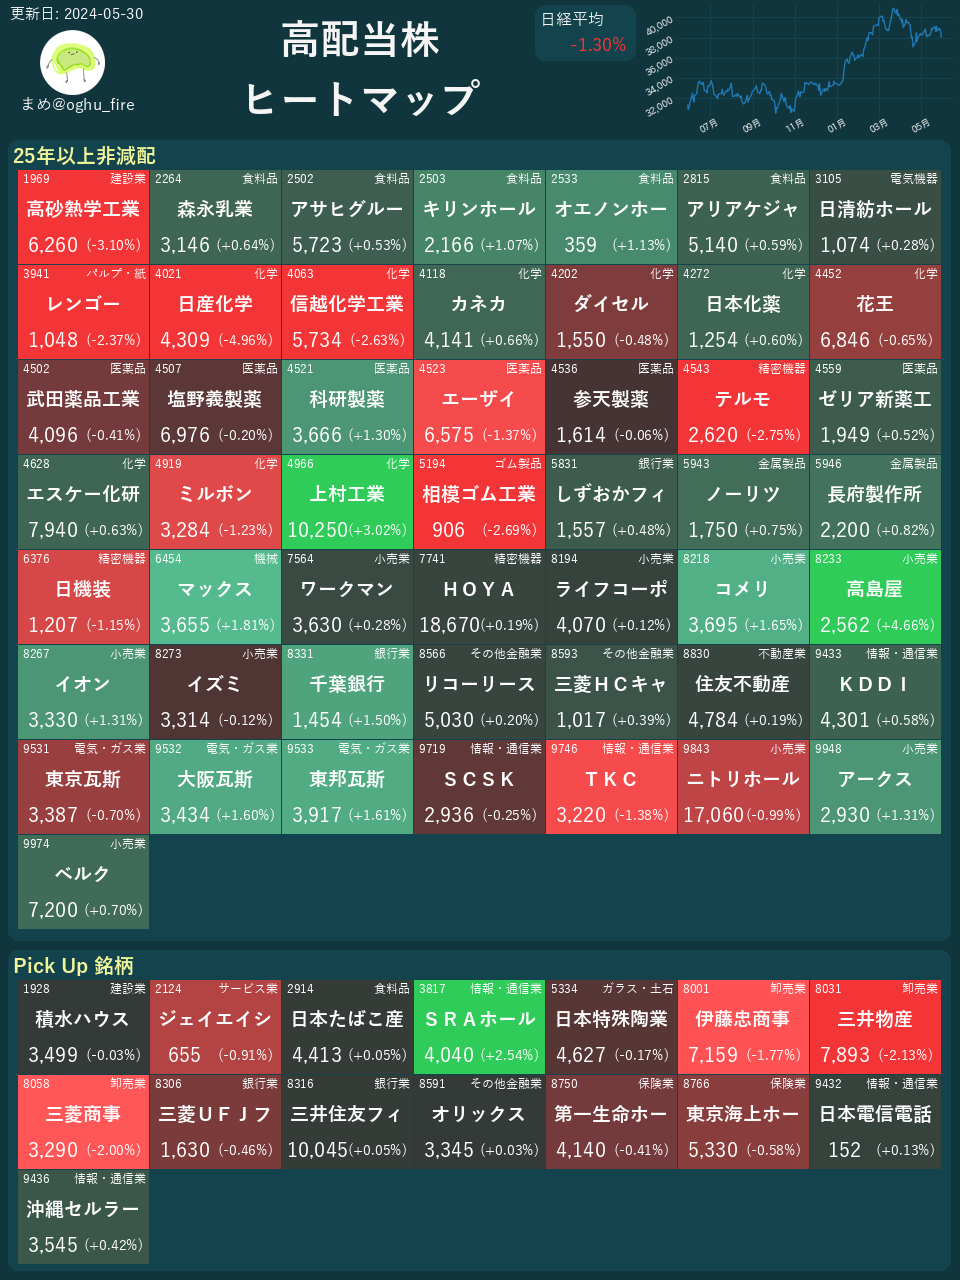 更新日: 2024-05-30
まめ@oghu_fire
高配当株
ヒートマップ
日経平均
-1.30%
40,000
38,000
36,000
34,000
32,000
07月 09月 11月 01月 03月 05月
25年以上非減配
1969 建設業 2264 食料品 2502 食料品 2503 食料品 2533 食料品 2815 食料品 3105 電気機器
高砂熱学工業 森永乳業 アサヒグルー キリンホール オエノンホー アリアケジャ 日清紡ホール
6,260 (-3.10%) 3,146 (+0.64%) 5,723 (+0.53%) 2,166 (+1.07%) 359 (+1.13%) 5,140 (+0.59%) 1,074 (+0.28%)
3941 パルプ・紙 4021 化学 4063 化学 4118 化学 4202 化学 4272 化学 4452 化学
レンゴー 日産化学 信越化学工業 カネカ ダイセル 日本化薬 花王
1,048 (-2.37%) 4,309 (-4.96%) 5,734 (-2.63%) 4,141 (+0.66%) 1,550 (-0.48%) 1,254 (+0.60%) 6,846 (-0.65%)
4502 医薬品 4507 医薬品 4521 医薬品 4523 医薬品 4536 医薬品 4543 精密機器 4559 医薬品
武田薬品工業 塩野義製薬 科研製薬 エーザイ 参天製薬 テルモ ゼリア新薬工
4,096 (-0.41%) 6,976 (-0.20%) 3,666 (+1.30%) 6,575 (-1.37%) 1,614 (-0.06%) 2,620 (-2.75%) 1,949 (+0.52%)
4628 化学 4919 化学 4966 化学 5194 ゴム製品 5831 銀行業 5943 金属製品 5946 金属製品
エスケー化研 ミルボン 上村工業 相模ゴム工業 しずおかフィ ノーリツ 長府製作所
7,940 (+0.63%) 3,284 (-1.23%) 10,250(+3.02%) 906 (-2.69%) 1,557 (+0.48%) 1,750 (+0.75%) 2,200 (+0.82%)
6376 精密機器 6454 機械 7564 小売業 7741 精密機器 8194 小売業 8218 小売業 8233 小売業
日機装 マックス ワークマン ＨＯＹＡ ライフコーポ コメリ 高島屋
1,207 (-1.15%) 3,655 (+1.81%) 3,630 (+0.28%) 18,670(+0.19%) 4,070 (+0.12%) 3,695 (+1.65%) 2,562 (+4.66%)
8267 小売業 8273 小売業 8331 銀行業 8566 その他金融業 8593 その他金融業 8830 不動産業 9433 情報・通信業
イオン イズミ 千葉銀行 リコーリース 三菱ＨＣキャ 住友不動産 ＫＤＤＩ
3,330 (+1.31%) 3,314 (-0.12%) 1,454 (+1.50%) 5,030 (+0.20%) 1,017 (+0.39%) 4,784 (+0.19%) 4,301 (+0.58%)
9531 電気・ガス業 9532 電気・ガス業 9533 電気・ガス業 9719 情報・通信業 9746 情報・通信業 9843 小売業 9948 小売業
東京瓦斯 大阪瓦斯 東邦瓦斯 ＳＣＳＫ ＴＫＣ ニトリホール アークス
3,387 (-0.70%) 3,434 (+1.60%) 3,917 (+1.61%) 2,936 (-0.25%) 3,220 (-1.38%) 17,060(-0.99%) 2,930 (+1.31%)
9974 小売業
ベルク
7,200 (+0.70%)
Pick Up 銘柄
1928 建設業 2124 サービス業 2914 食料品 3817 情報・通信業 5334 ガラス・土石 8001 卸売業 8031 卸売業
積水ハウス ジェイエイシ 日本たばこ産 ＳＲＡホール 日本特殊陶業 伊藤忠商事 三井物産
3,499 (-0.03%) 655 (-0.91%) 4,413 (+0.05%) 4,040 (+2.54%) 4,627 (-0.17%) 7,159 (-1.77%) 7,893 (-2.13%)
8058 卸売業 8306 銀行業 8316 銀行業 8591 その他金融業 8750 保険業 8766 保険業 9432 情報・通信業
三菱商事 三菱ＵＦＪフ 三井住友フィ オリックス 第一生命ホー 東京海上ホー 日本電信電話
3,290 (-2.00%) 1,630 (-0.46%) 10,045(+0.05%) 3,345 (+0.03%) 4,140 (-0.41%) 5,330 (-0.58%) 152 (+0.13%)
9436 情報・通信業
沖縄セルラー
3,545 (+0.42%)